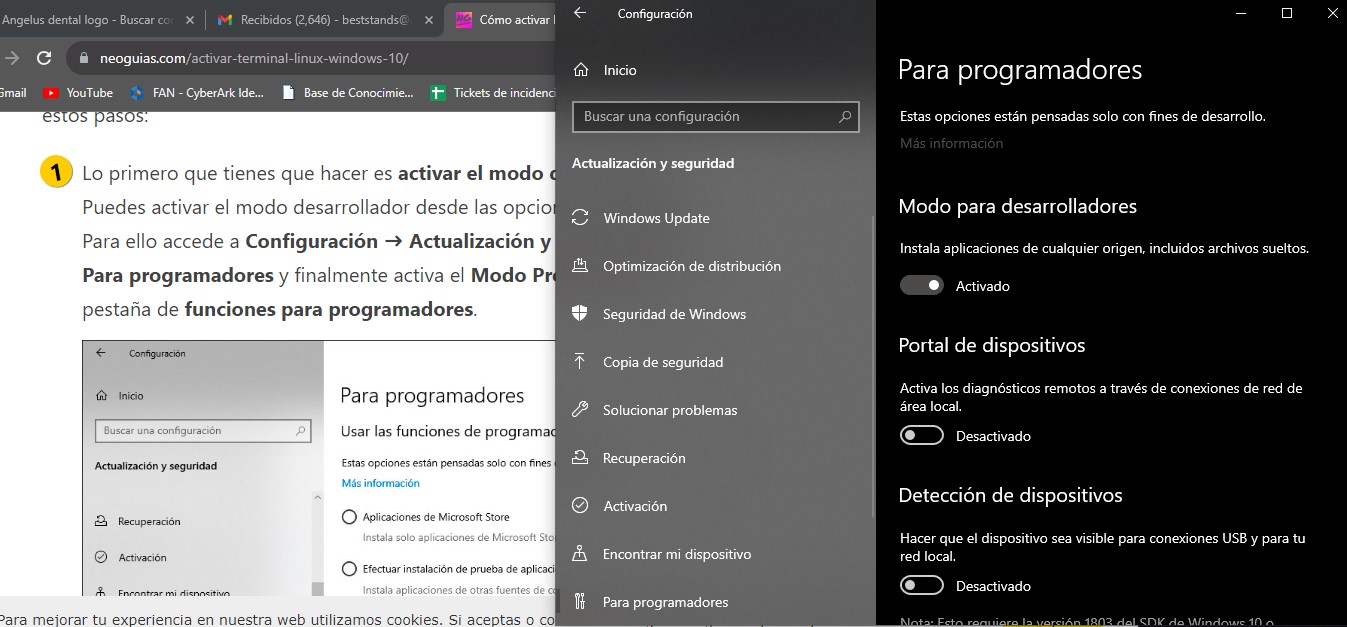 Angelus dental logo - Buscar co
Recibidos (2,646) - beststands@
Cómo activar
neoguias.com/activar-terminal-linux-windows-10/
Gmail
YouTube
FAN - CyberArk Ide...
Base de Conocimie...
Tickets de incidenci
estos pasos:
1
Lo primero que tienes que hacer es activar el modo
Puedes activar el modo desarrollador desde las opcion
Para ello accede a Configuración → Actualización y
Para programadores y finalmente activa el Modo Pr
pestaña de funciones para programadores.
Configuración
Inicio
Buscar una configuración
Actualización y seguridad
Recuperación
Activación
Encontrar mi dispositivo
Para programadores
Usar las funciones de programac
Estas opciones están pensadas solo con fines
Más información
Aplicaciones de Microsoft Store
Instala solo aplicaciones de Microsoft Sto
Efectuar instalación de prueba de aplicaci
Instala aplicaciones de otras fuentes de co
Para mejorar tu experiencia en nuestra web utilizamos cookies. Si aceptas o co
Configuración
Inicio
Buscar una configuración
Actualización y seguridad
Windows Update
Optimización de distribución
Seguridad de Windows
Copia de seguridad
Solucionar problemas
Recuperación
Activación
Encontrar mi dispositivo
Para programadores
Para programadores
Estas opciones están pensadas solo con fines de desarrollo.
Más información
Modo para desarrolladores
Instala aplicaciones de cualquier origen, incluidos archivos sueltos.
Activado
Portal de dispositivos
Activa los diagnósticos remotos a través de conexiones de red de
área local.
Desactivado
Detección de dispositivos
Hacer que el dispositivo sea visible para conexiones USB y para tu
red local.
Desactivado
Nota: Esto requiere la versión 1803 del SDK de Windows 10 o